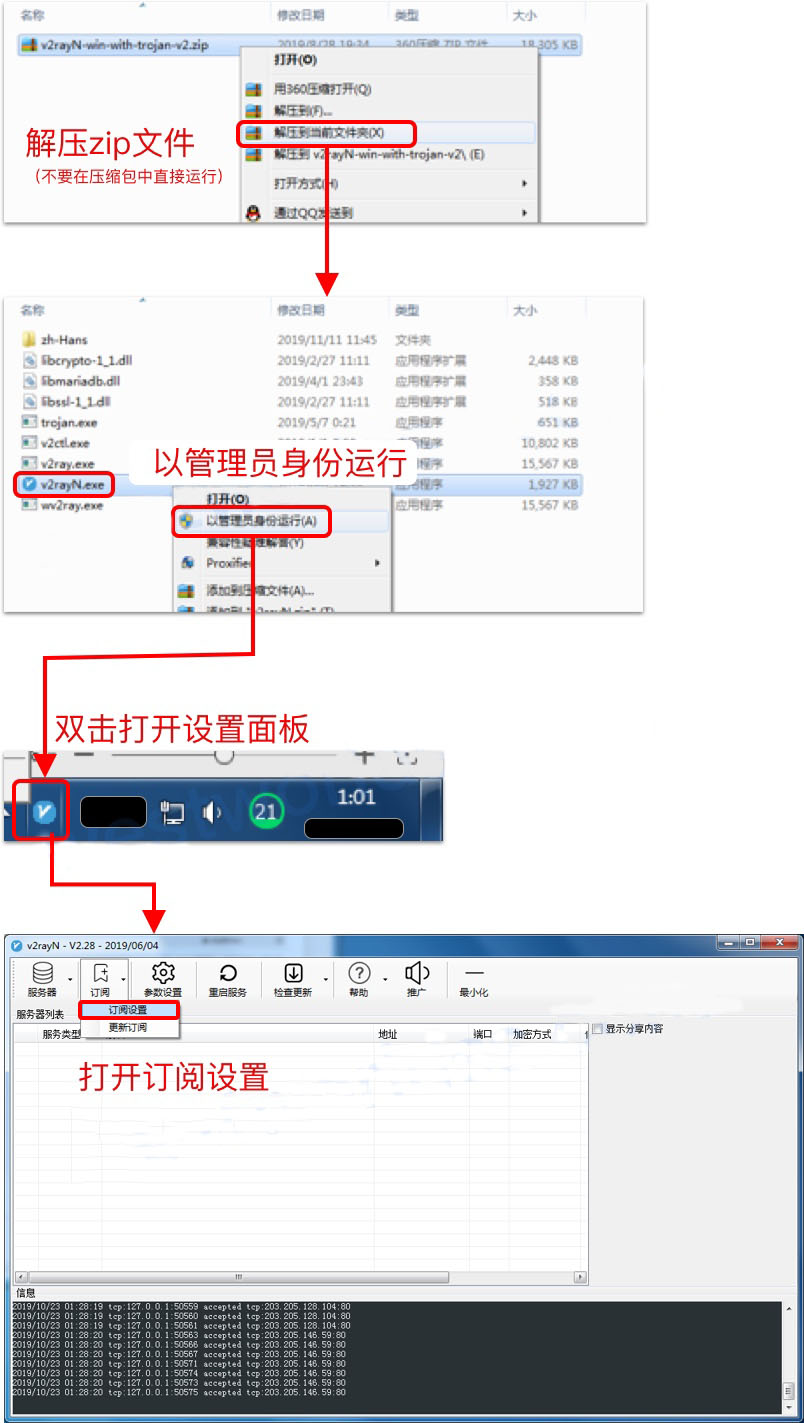 名称 修改日期 类型 大小
v2rayN-win-with-trojan-v2.zip 2019/8/28 19:34 360压缩 ZIP 文件 18,305 KB
打开(O)
用360压缩打开(Q)
解压到(F)...
解压到当前文件夹(X)
解压到 v2rayN-win-with-trojan-v2\ (E)
打开方式(H)
通过QQ发送到
解压zip文件
（不要在压缩包中直接运行）
名称 修改日期 类型 大小
zh-Hans 2019/11/11 11:45 文件夹
libcrypto-1_1.dll 2019/2/27 11:11 应用程序扩展 2,448 KB
libmariadb.dll 2019/4/1 23:43 应用程序扩展 358 KB
libssl-1_1.dll 2019/2/27 11:11 应用程序扩展 518 KB
trojan.exe 2019/5/7 0:21 应用程序 651 KB
v2ctl.exe 应用程序 10,802 KB
v2ray.exe 程序 15,567 KB
v2rayN.exe 程序 1,927 KB
wv2ray.exe 应用程序 15,567 KB
以管理员身份运行
打开(O)
以管理员身份运行(A)
兼容性疑难解答(Y)
Proxifier
添加到压缩文件(A)...
添加到 "v2rayN.zip" (T)
双击打开设置面板
21
1:01
v2rayN - V2.28 - 2019/06/04
服务器 订阅 参数设置 重启服务 检查更新 帮助 推广 最小化
订阅设置
更新订阅
服务器列表
服务类型 地址 端口 加密方式
显示分享内容
打开订阅设置
信息
2019/10/23 01:28:19 tcp:127.0.0.1:50559 accepted tcp:203.205.128.104:80
2019/10/23 01:28:19 tcp:127.0.0.1:50560 accepted tcp:203.205.128.104:80
2019/10/23 01:28:19 tcp:127.0.0.1:50561 accepted tcp:203.205.128.104:80
2019/10/23 01:28:20 tcp:127.0.0.1:50563 accepted tcp:203.205.146.59:80
2019/10/23 01:28:20 tcp:127.0.0.1:50566 accepted tcp:203.205.146.59:80
2019/10/23 01:28:20 tcp:127.0.0.1:50567 accepted tcp:203.205.146.59:80
2019/10/23 01:28:20 tcp:127.0.0.1:50571 accepted tcp:203.205.146.59:80
2019/10/23 01:28:20 tcp:127.0.0.1:50574 accepted tcp:203.205.146.59:80
2019/10/23 01:28:20 tcp:127.0.0.1:50573 accepted tcp:203.205.146.59:80
2019/10/23 01:28:20 tcp:127.0.0.1:50575 accepted tcp:203.205.146.59:80